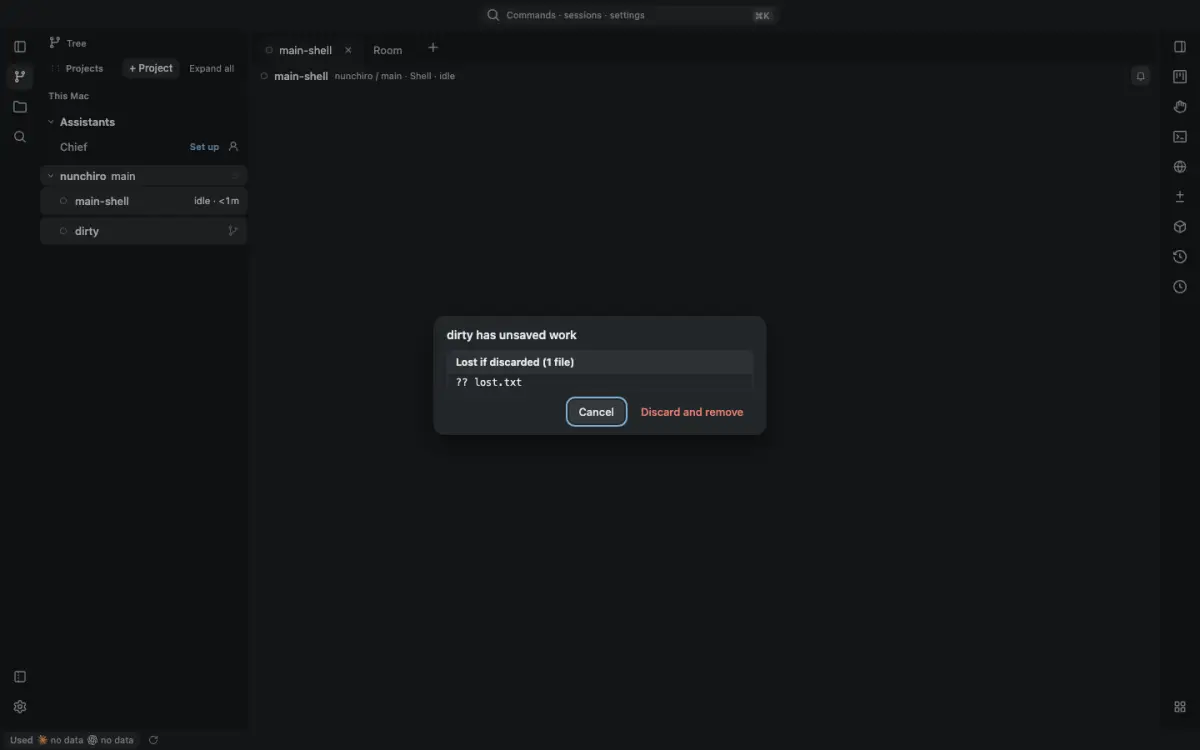 Commands · sessions · settings ⌘K
Tree
Projects + Project Expand all
This Mac
Assistants
Chief Set up
nunchiro main
main-shell idle · <1m
dirty
main-shell × Room +
main-shell nunchiro / main · Shell · idle
dirty has unsaved work
Lost if discarded (1 file)
?? lost.txt
Cancel Discard and remove
Used no data no data